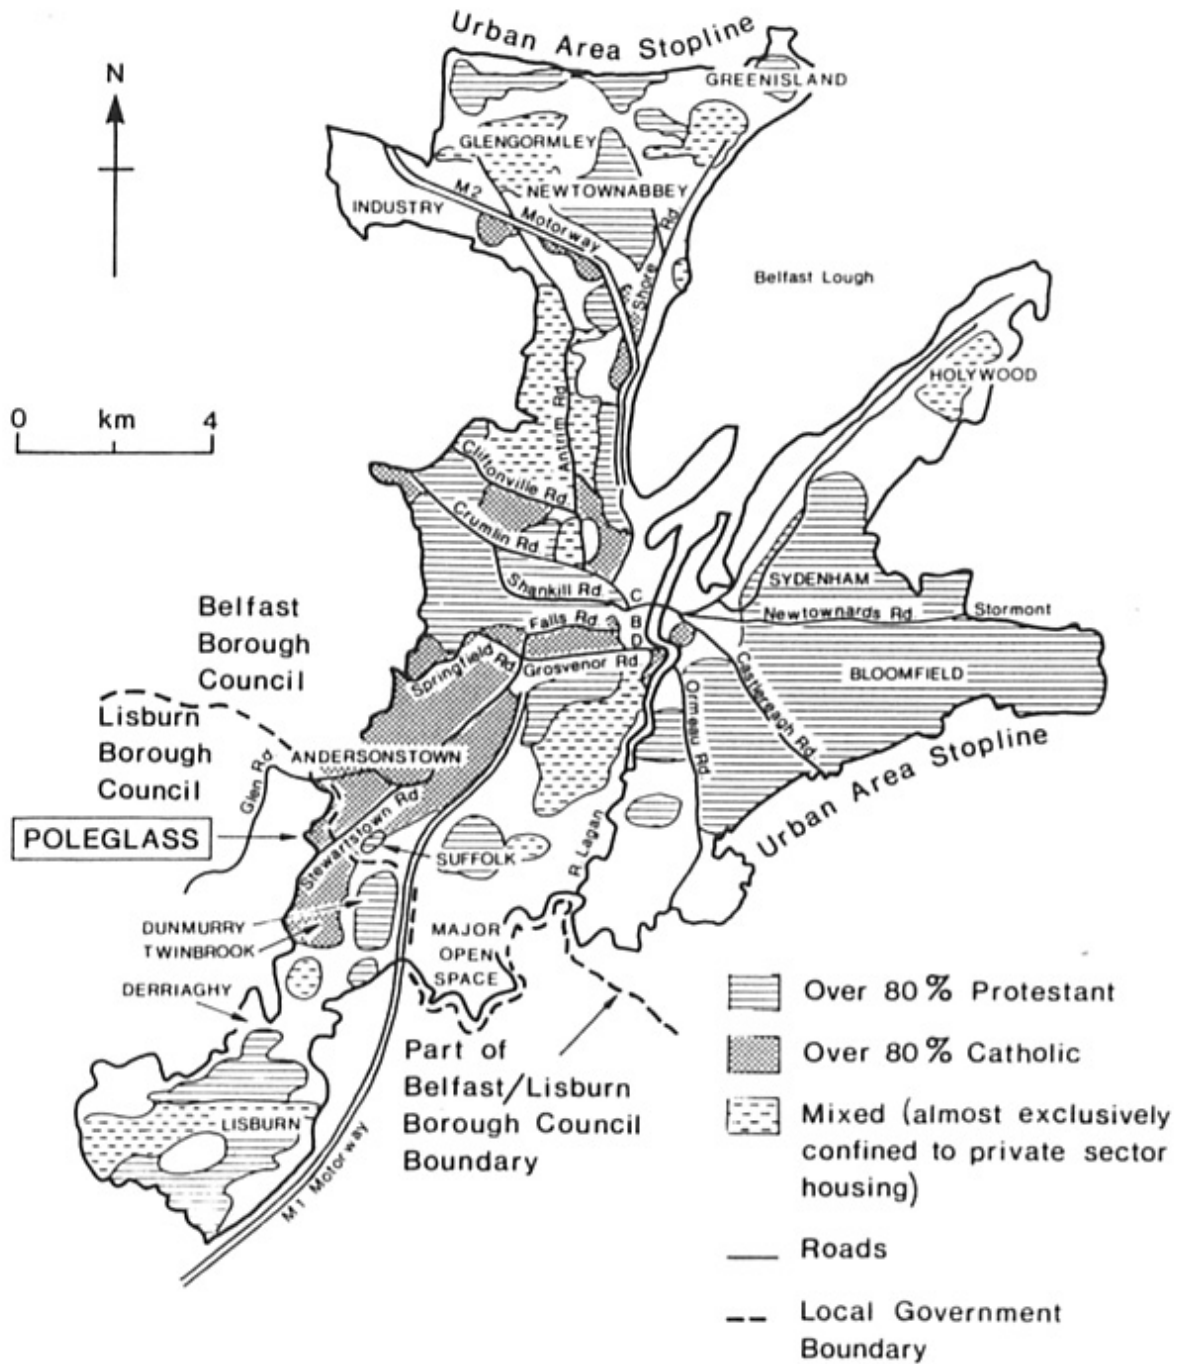 Urban Area Stopline
N
GREENISLAND
GLENGORMLEY
M2
NEWTOWNABBEY
INDUSTRY
Motorway
Shore Rd
Belfast Lough
HOLYWOOD
0 km 4
Antrim Rd
Cliftonville Rd.
Crumlin Rd.
Shankill Rd.
C
SYDENHAM
Belfast
Borough
Council
Falls Rd.
B
Newtownards Rd.
Stormont
D
Springfield Rd
Grosvenor Rd.
Castlereagh Rd.
BLOOMFIELD
Ormeau Rd.
Lisburn
Borough
Council
ANDERSONSTOWN
Glen Rd.
Urban Area Stopline
POLEGLASS
Stewartstown Rd
SUFFOLK
R Lagan
DUNMURRY
TWINBROOK
MAJOR
OPEN
SPACE
DERRIAGHY
Over 80% Protestant
Part of
Belfast/Lisburn
Borough Council
Boundary
Over 80% Catholic
LISBURN
Mixed (almost exclusively
confined to private sector
housing)
M1 Motorway
Roads
Local Government
Boundary